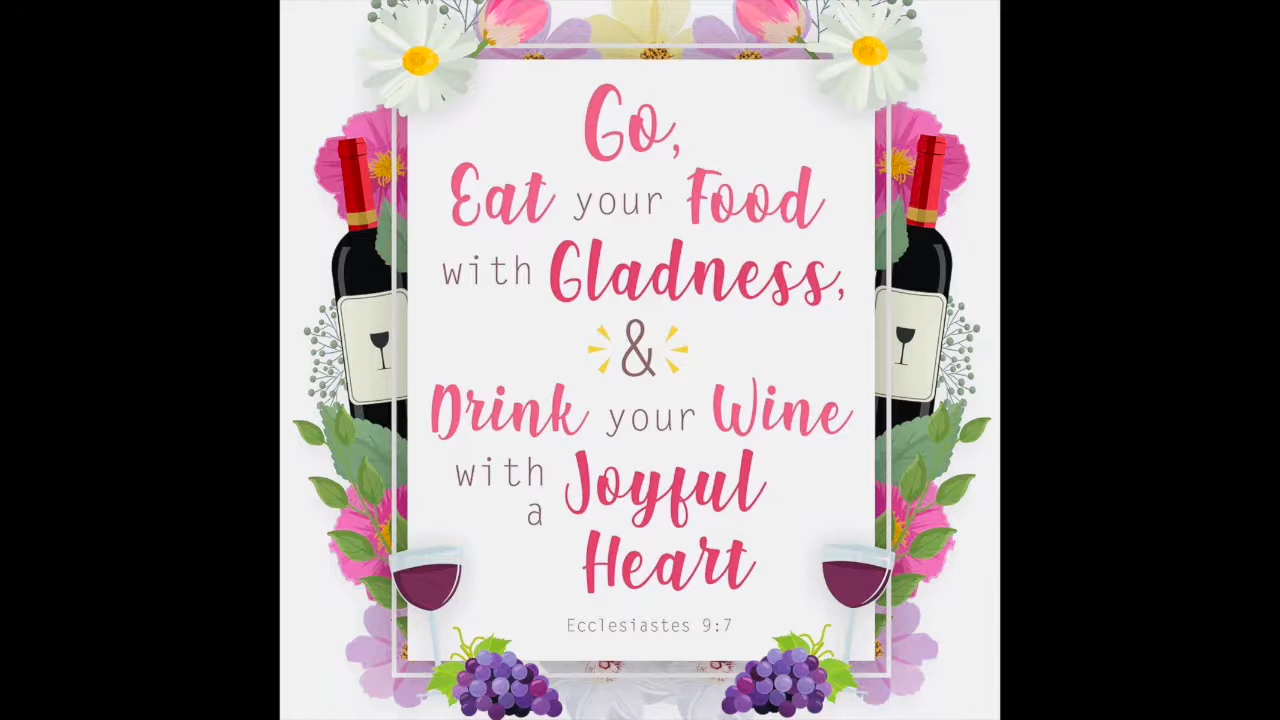 Go,
Eat your Food
with Gladness,
&
Drink your Wine
with a Joyful
Heart
Ecclesiastes 9:7